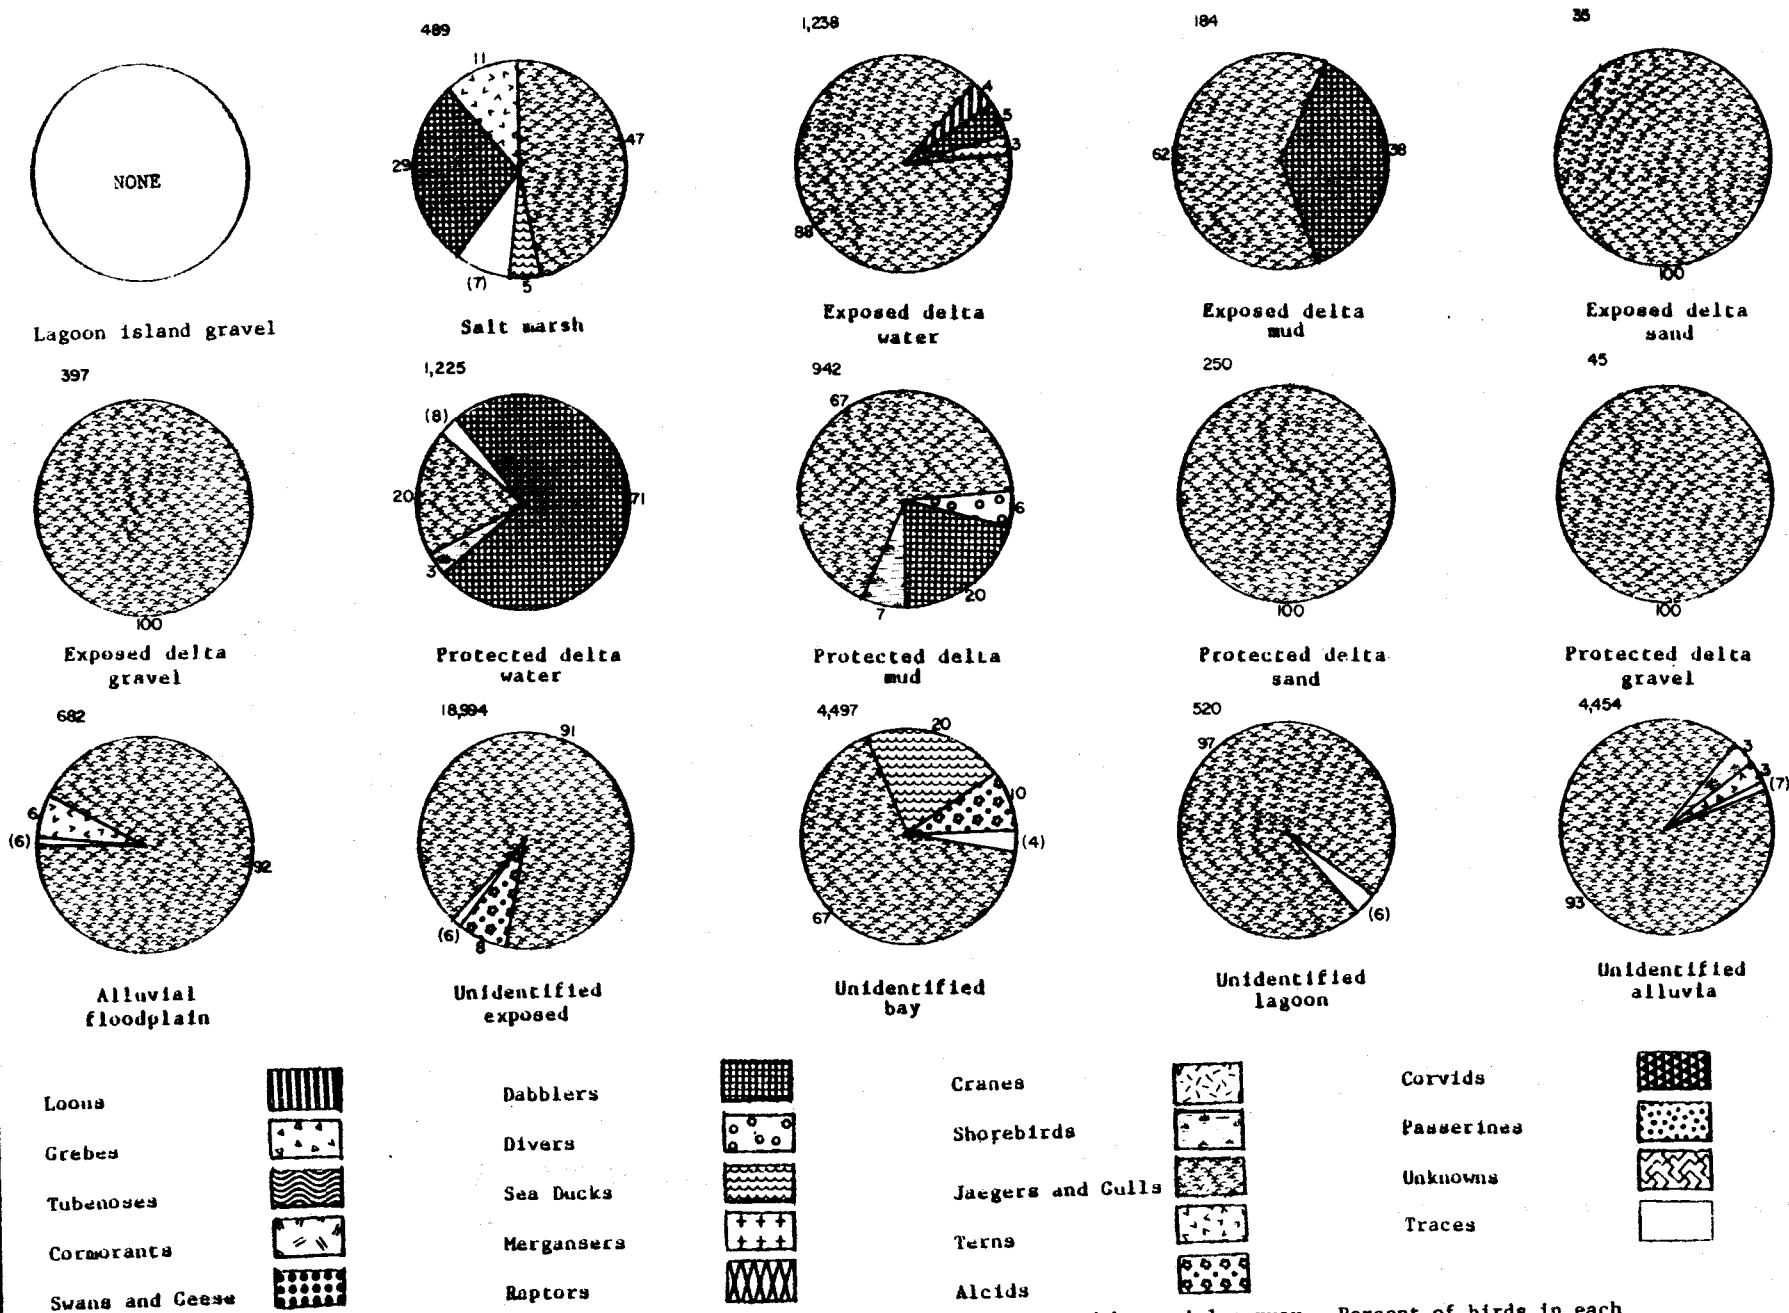 489
1,238
184
35
NONE
11
47
29
(7)
5
4
5
3
88
62
38
100
Lagoon island gravel
Salt marsh
Exposed delta
water
Exposed delta
mud
Exposed delta
sand
397
1,225
942
250
45
100
(8)
71
20
3
67
6
20
7
100
100
Exposed delta
gravel
Protected delta
water
Protected delta
mud
Protected delta
sand
Protected delta
gravel
682
18,994
4,497
520
4,454
6
(6)
92
91
(6)
8
20
10
(4)
67
97
(6)
3
3
(7)
93
Alluvial
floodplain
Unidentified
exposed
Unidentified
bay
Unidentified
lagoon
Unidentified
alluvia
Loons
Grebes
Tubenoses
Cormorants
Swans and Geese
Dabblers
Divers
Sea Ducks
Mergansers
Raptors
Cranes
Shorebirds
Jaegers and Gulls
Terns
Alcids
Corvids
Passerines
Unknowns
Traces
Percent of birds in each